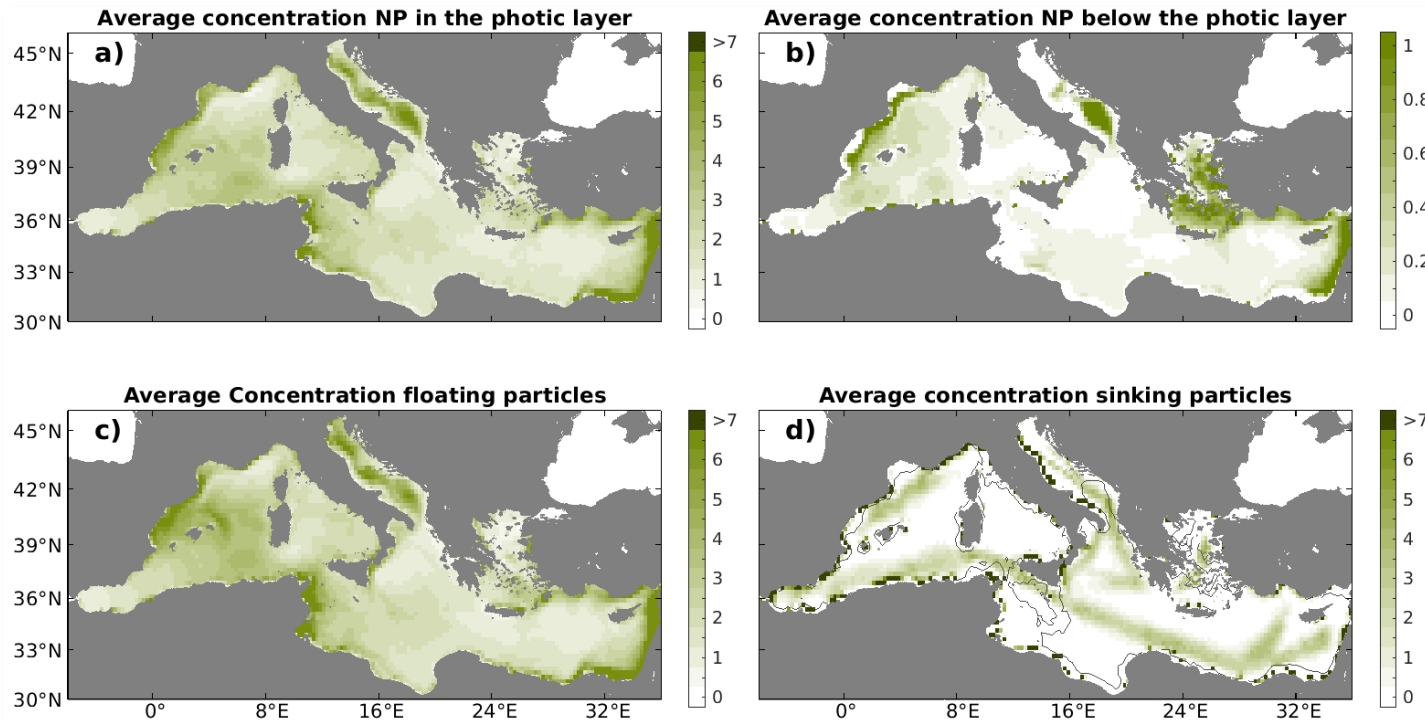 Average concentration NP in the photic layer
Average concentration NP below the photic layer
a)
45°N
42°N
39°N
36°N
33°N
30°N
>7
6
5
4
3
2
1
0
b)
1
0.8
0.6
0.4
0.2
0
Average Concentration floating particles
Average concentration sinking particles
c)
45°N
42°N
39°N
36°N
33°N
30°N
0°
8°E
16°E
24°E
32°E
>7
6
5
4
3
2
1
0
d)
0°
8°E
16°E
24°E
32°E
>7
6
5
4
3
2
1
0